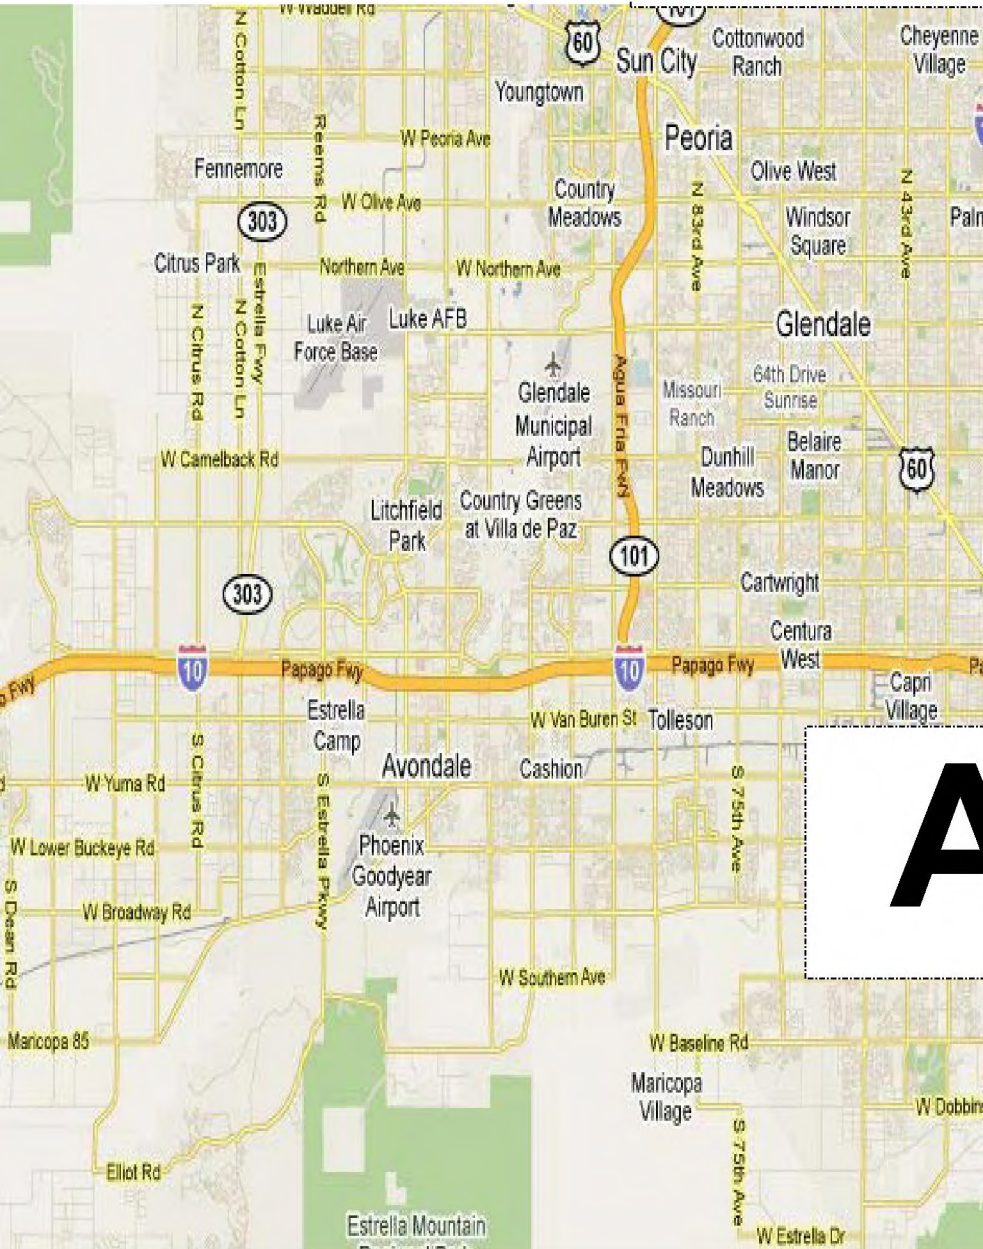 W Waddell Rd
101
N Cotton Ln
60
Sun City
Cottonwood
Ranch
Cheyenne
Village
Youngtown
Reems Rd
W Peoria Ave
Peoria
Fennemore
Olive West
Country
Meadows
W Olive Ave
N 83rd Ave
N 43rd Ave
303
Windsor
Square
Citrus Park
Northern Ave
W Northern Ave
Estrella Fwy
N Citrus Rd
N Cotton Ln
Luke Air
Force Base
Luke AFB
Glendale
Agua Fria Fwy
Glendale
Municipal
Airport
Missouri
Ranch
64th Drive
Sunrise
W Camelback Rd
Dunhill
Meadows
Belaire
Manor
60
Litchfield
Park
Country Greens
at Villa de Paz
101
303
Cartwright
Centura
West
10
Papago Fwy
10
Papago Fwy
Fwy
Capri
Village
Estrella
Camp
W Van Buren St
Tolleson
Avondale
Cashion
S Citrus Rd
S Estrella Pkwy
S 75th Ave
A
W Yuma Rd
W Lower Buckeye Rd
Phoenix
Goodyear
Airport
S Dean Rd
W Broadway Rd
W Southern Ave
Maricopa 85
W Baseline Rd
Maricopa
Village
W Dobbins
S 75th Ave
Elliot Rd
Estrella Mountain
W Estrella Dr